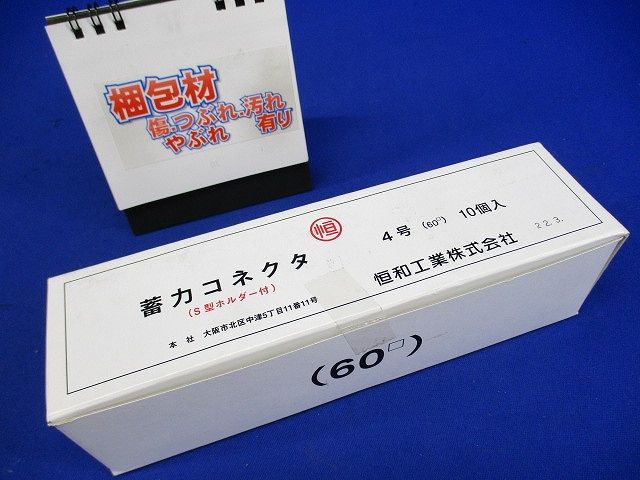 梱包材
傷・つぶれ・汚れ
やぶれ 有り
恒
蓄力コネクタ 4号 (60□) 10個入
(S型ホルダー付) 恒和工業株式会社
22.3.
本社 大阪市北区中津5丁目11番11号
(60□)